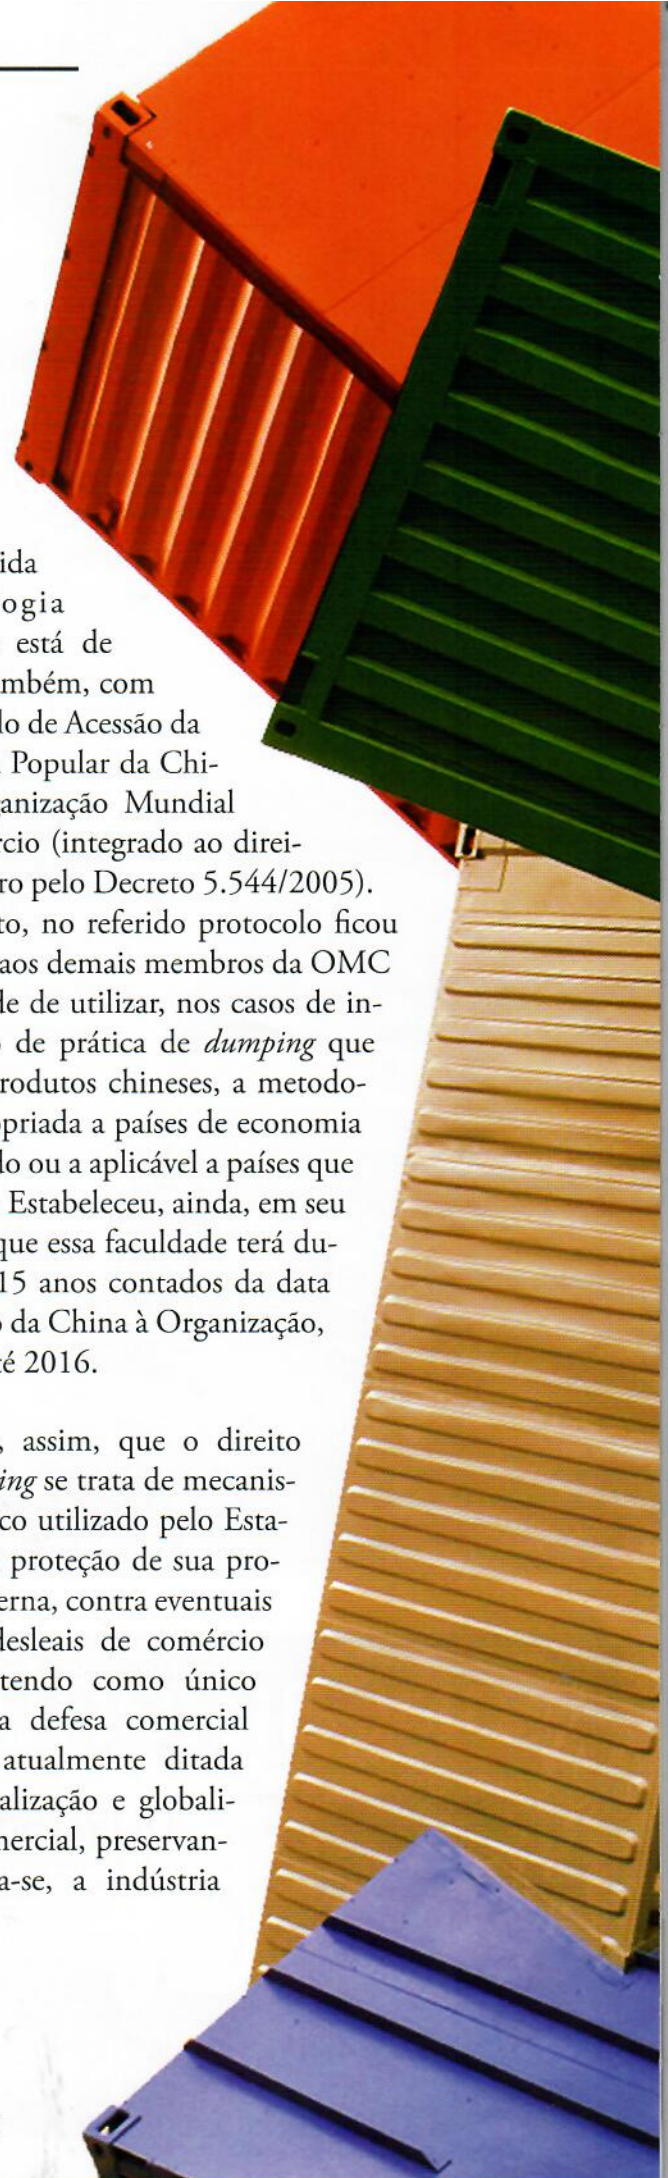 ida
ogia
está de
ambém, com
lo de Acessão da
Popular da Chi-
ganização Mundial
rcio (integrado ao direi-
ro pelo Decreto 5.544/2005).
to, no referido protocolo ficou
aos demais membros da OMC
de de utilizar, nos casos de in-
o de prática de dumping que
rodutos chineses, a metodo-
opriada a países de economia
do ou a aplicável a países que
Estabeleceu, ainda, em seu
que essa faculdade terá du-
15 anos contados da data
o da China à Organização,
té 2016.
, assim, que o direito
ing se trata de mecanis-
co utilizado pelo Esta-
proteção de sua pro-
erna, contra eventuais
desleais de comércio
tendo como único
a defesa comercial
atualmente ditada
alização e globali-
nercial, preservan-
a-se, a indústria